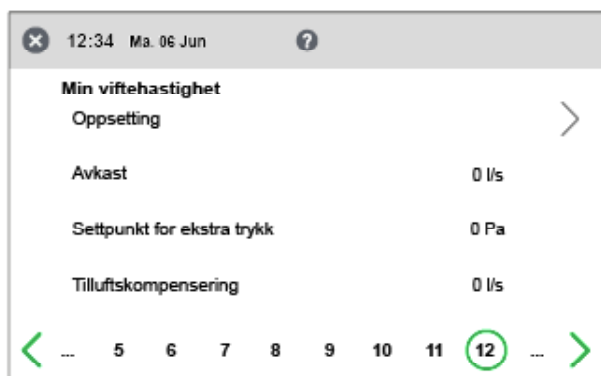 12:34 Ma. 06 Jun ?
Min viftehastighet
Oppsetting
Avkast 0 l/s
Settpunkt for ekstra trykk 0 Pa
Tilluftskompensering 0 l/s
... 5 6 7 8 9 10 11 12 ...